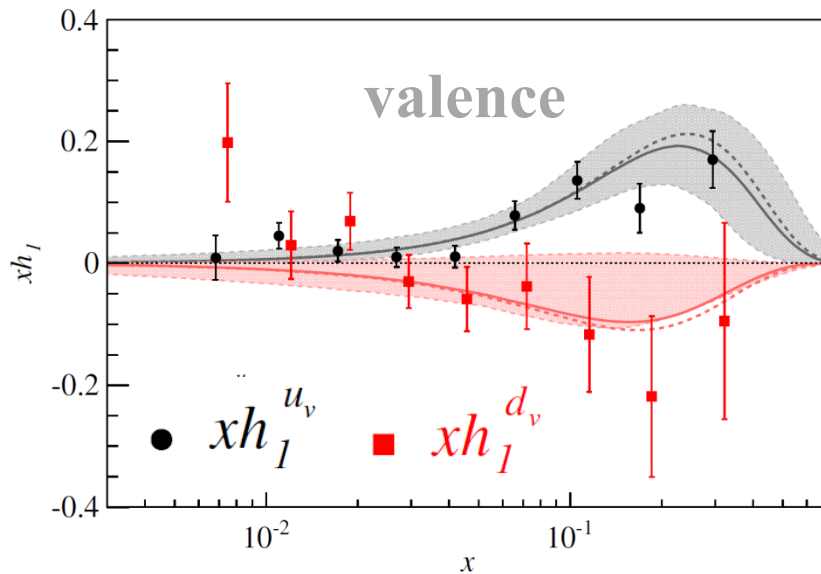 0.4
valence
0.2
xh₁
0
-0.2
xh₁ᵘᵛ
xh₁ᵈᵛ
-0.4
10⁻²
10⁻¹
x